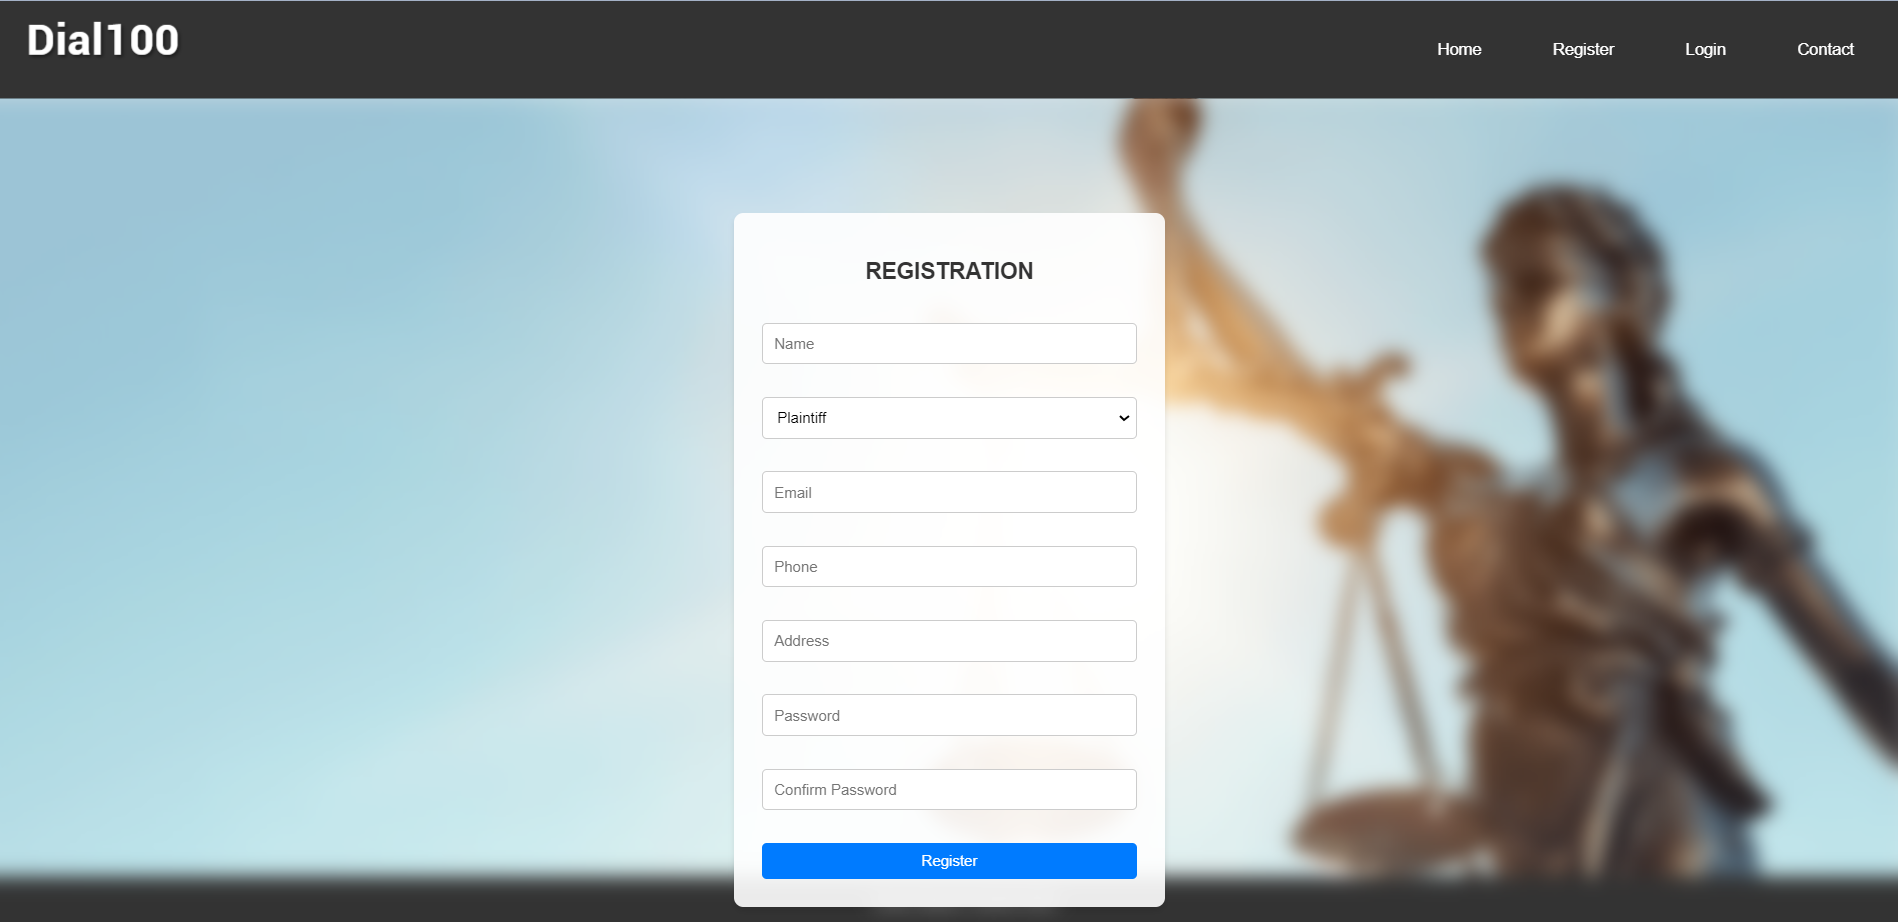 Dial100
Home Register Login Contact
REGISTRATION
Name
Plaintiff
Email
Phone
Address
Password
Confirm Password
Register